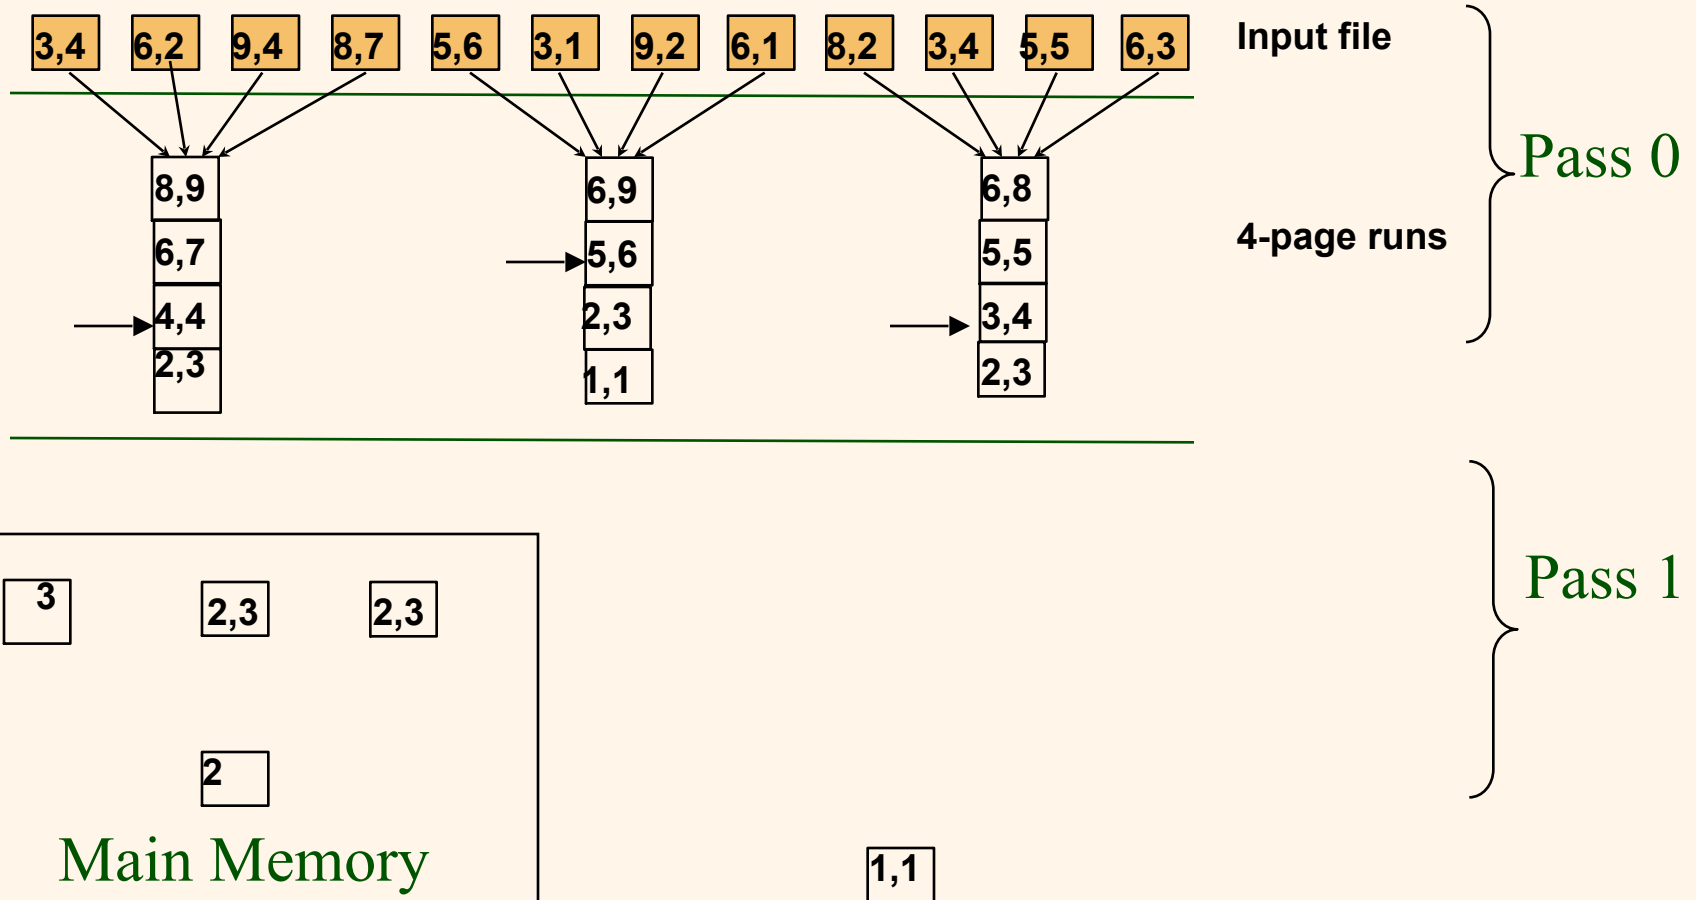 3,4 6,2 9,4 8,7 5,6 3,1 9,2 6,1 8,2 3,4 5,5 6,3 Input file
Pass 0
8,9 6,9 6,8
6,7 5,6 5,5 4-page runs
4,4 2,3 3,4
2,3 1,1 2,3
Pass 1
3 2,3 2,3
2
Main Memory
1,1